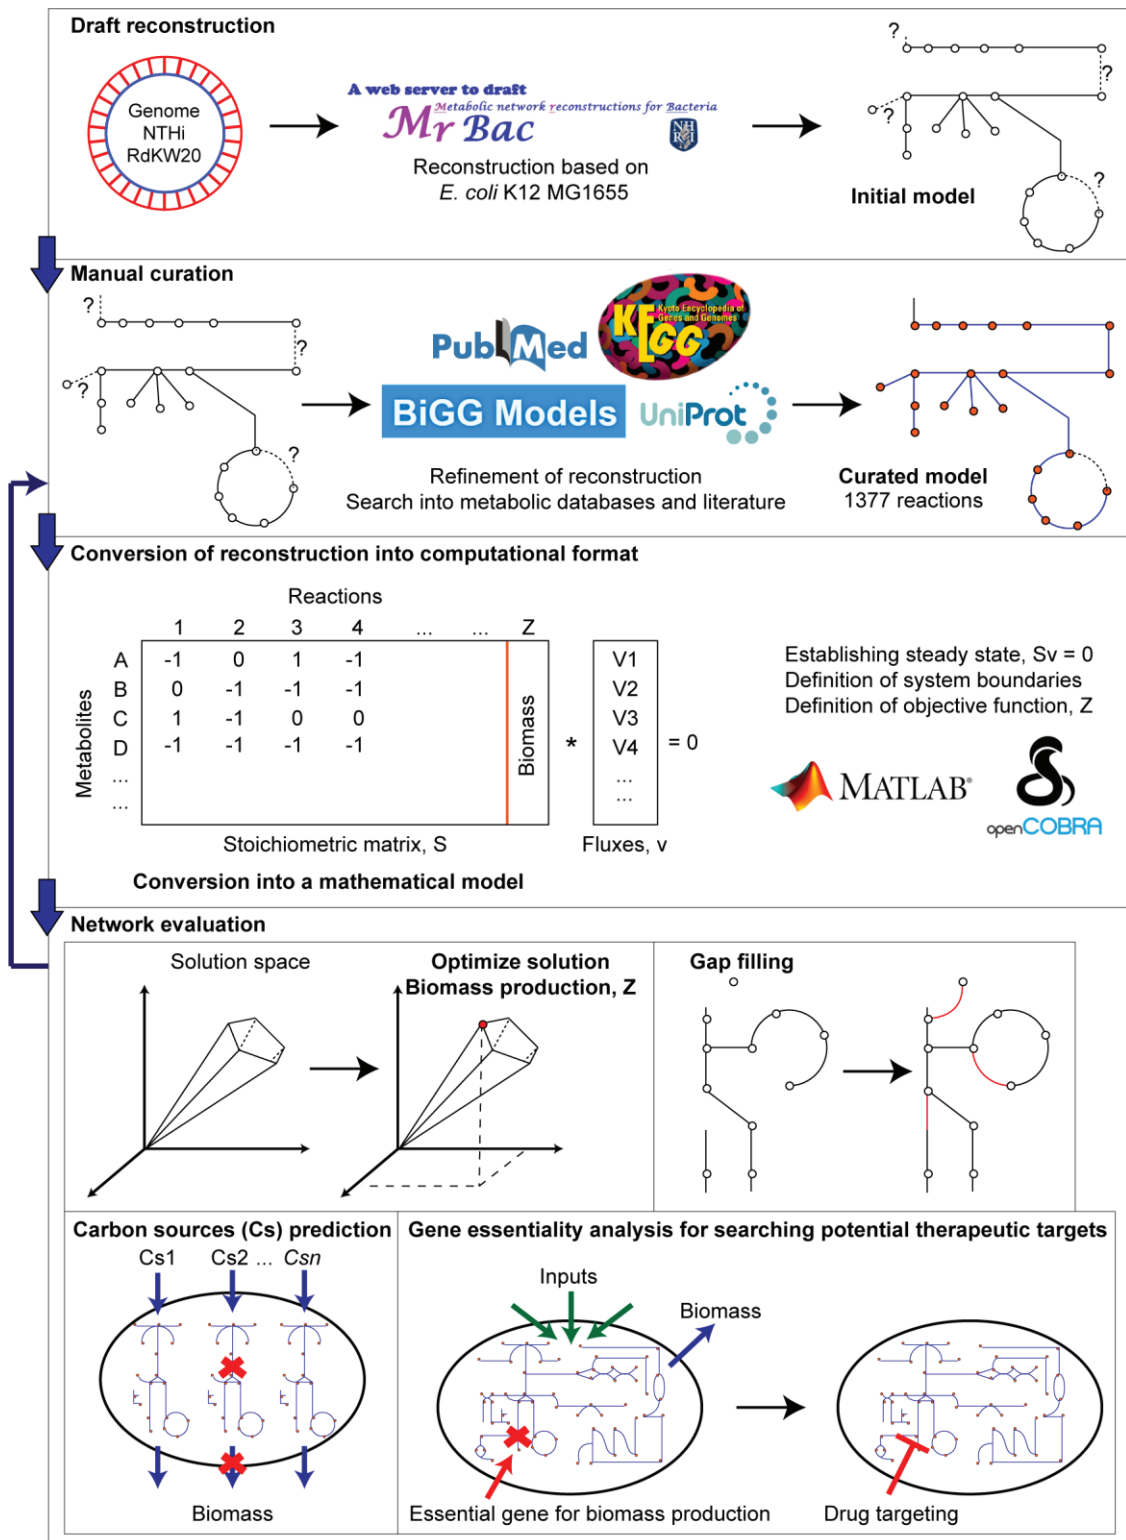 Draft reconstruction
Genome
NTHi
RdKW20
A web server to draft
Metabolic network reconstructions for Bacteria
Mr Bac
NHRI
Reconstruction based on
E. coli K12 MG1655
?
?
?
?
Initial model
Manual curation
?
?
?
?
PubMed
KEGG
Kyoto Encyclopedia of
Genes and Genomes
BiGG Models
UniProt
Refinement of reconstruction
Search into metabolic databases and literature
Curated model
1377 reactions
Conversion of reconstruction into computational format
Reactions
1 2 3 4 ... ... Z
Metabolites
A -1 0 1 -1
B 0 -1 -1 -1
C 1 -1 0 0
D -1 -1 -1 -1
...
...
Biomass
*
V1
V2
V3
V4
...
...
= 0
Stoichiometric matrix, S
Fluxes, v
Conversion into a mathematical model
Establishing steady state, Sv = 0
Definition of system boundaries
Definition of objective function, Z
MATLAB®
openCOBRA
Network evaluation
Solution space
Optimize solution
Biomass production, Z
Gap filling
Carbon sources (Cs) prediction
Cs1 Cs2 ... Csn
Biomass
Gene essentiality analysis for searching potential therapeutic targets
Inputs
Biomass
Essential gene for biomass production
Drug targeting